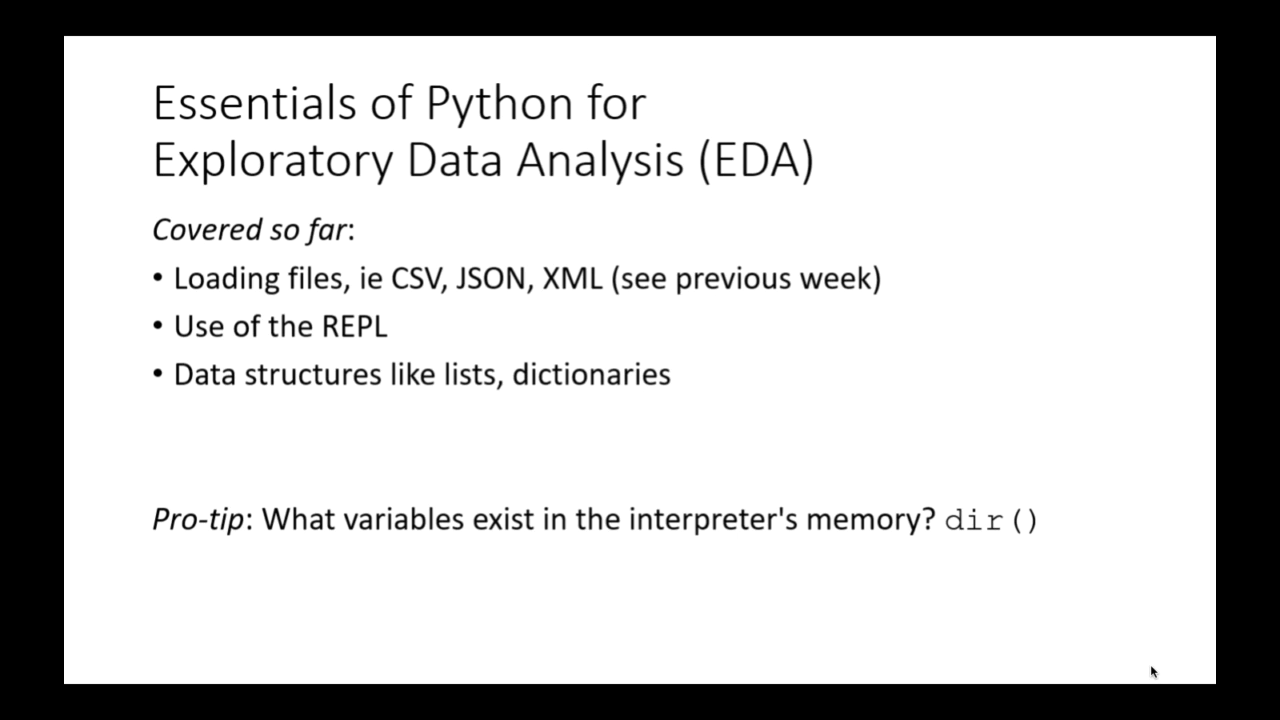 Essentials of Python for
Exploratory Data Analysis (EDA)
Covered so far:
• Loading files, ie CSV, JSON, XML (see previous week)
• Use of the REPL
• Data structures like lists, dictionaries
Pro-tip: What variables exist in the interpreter's memory? dir()